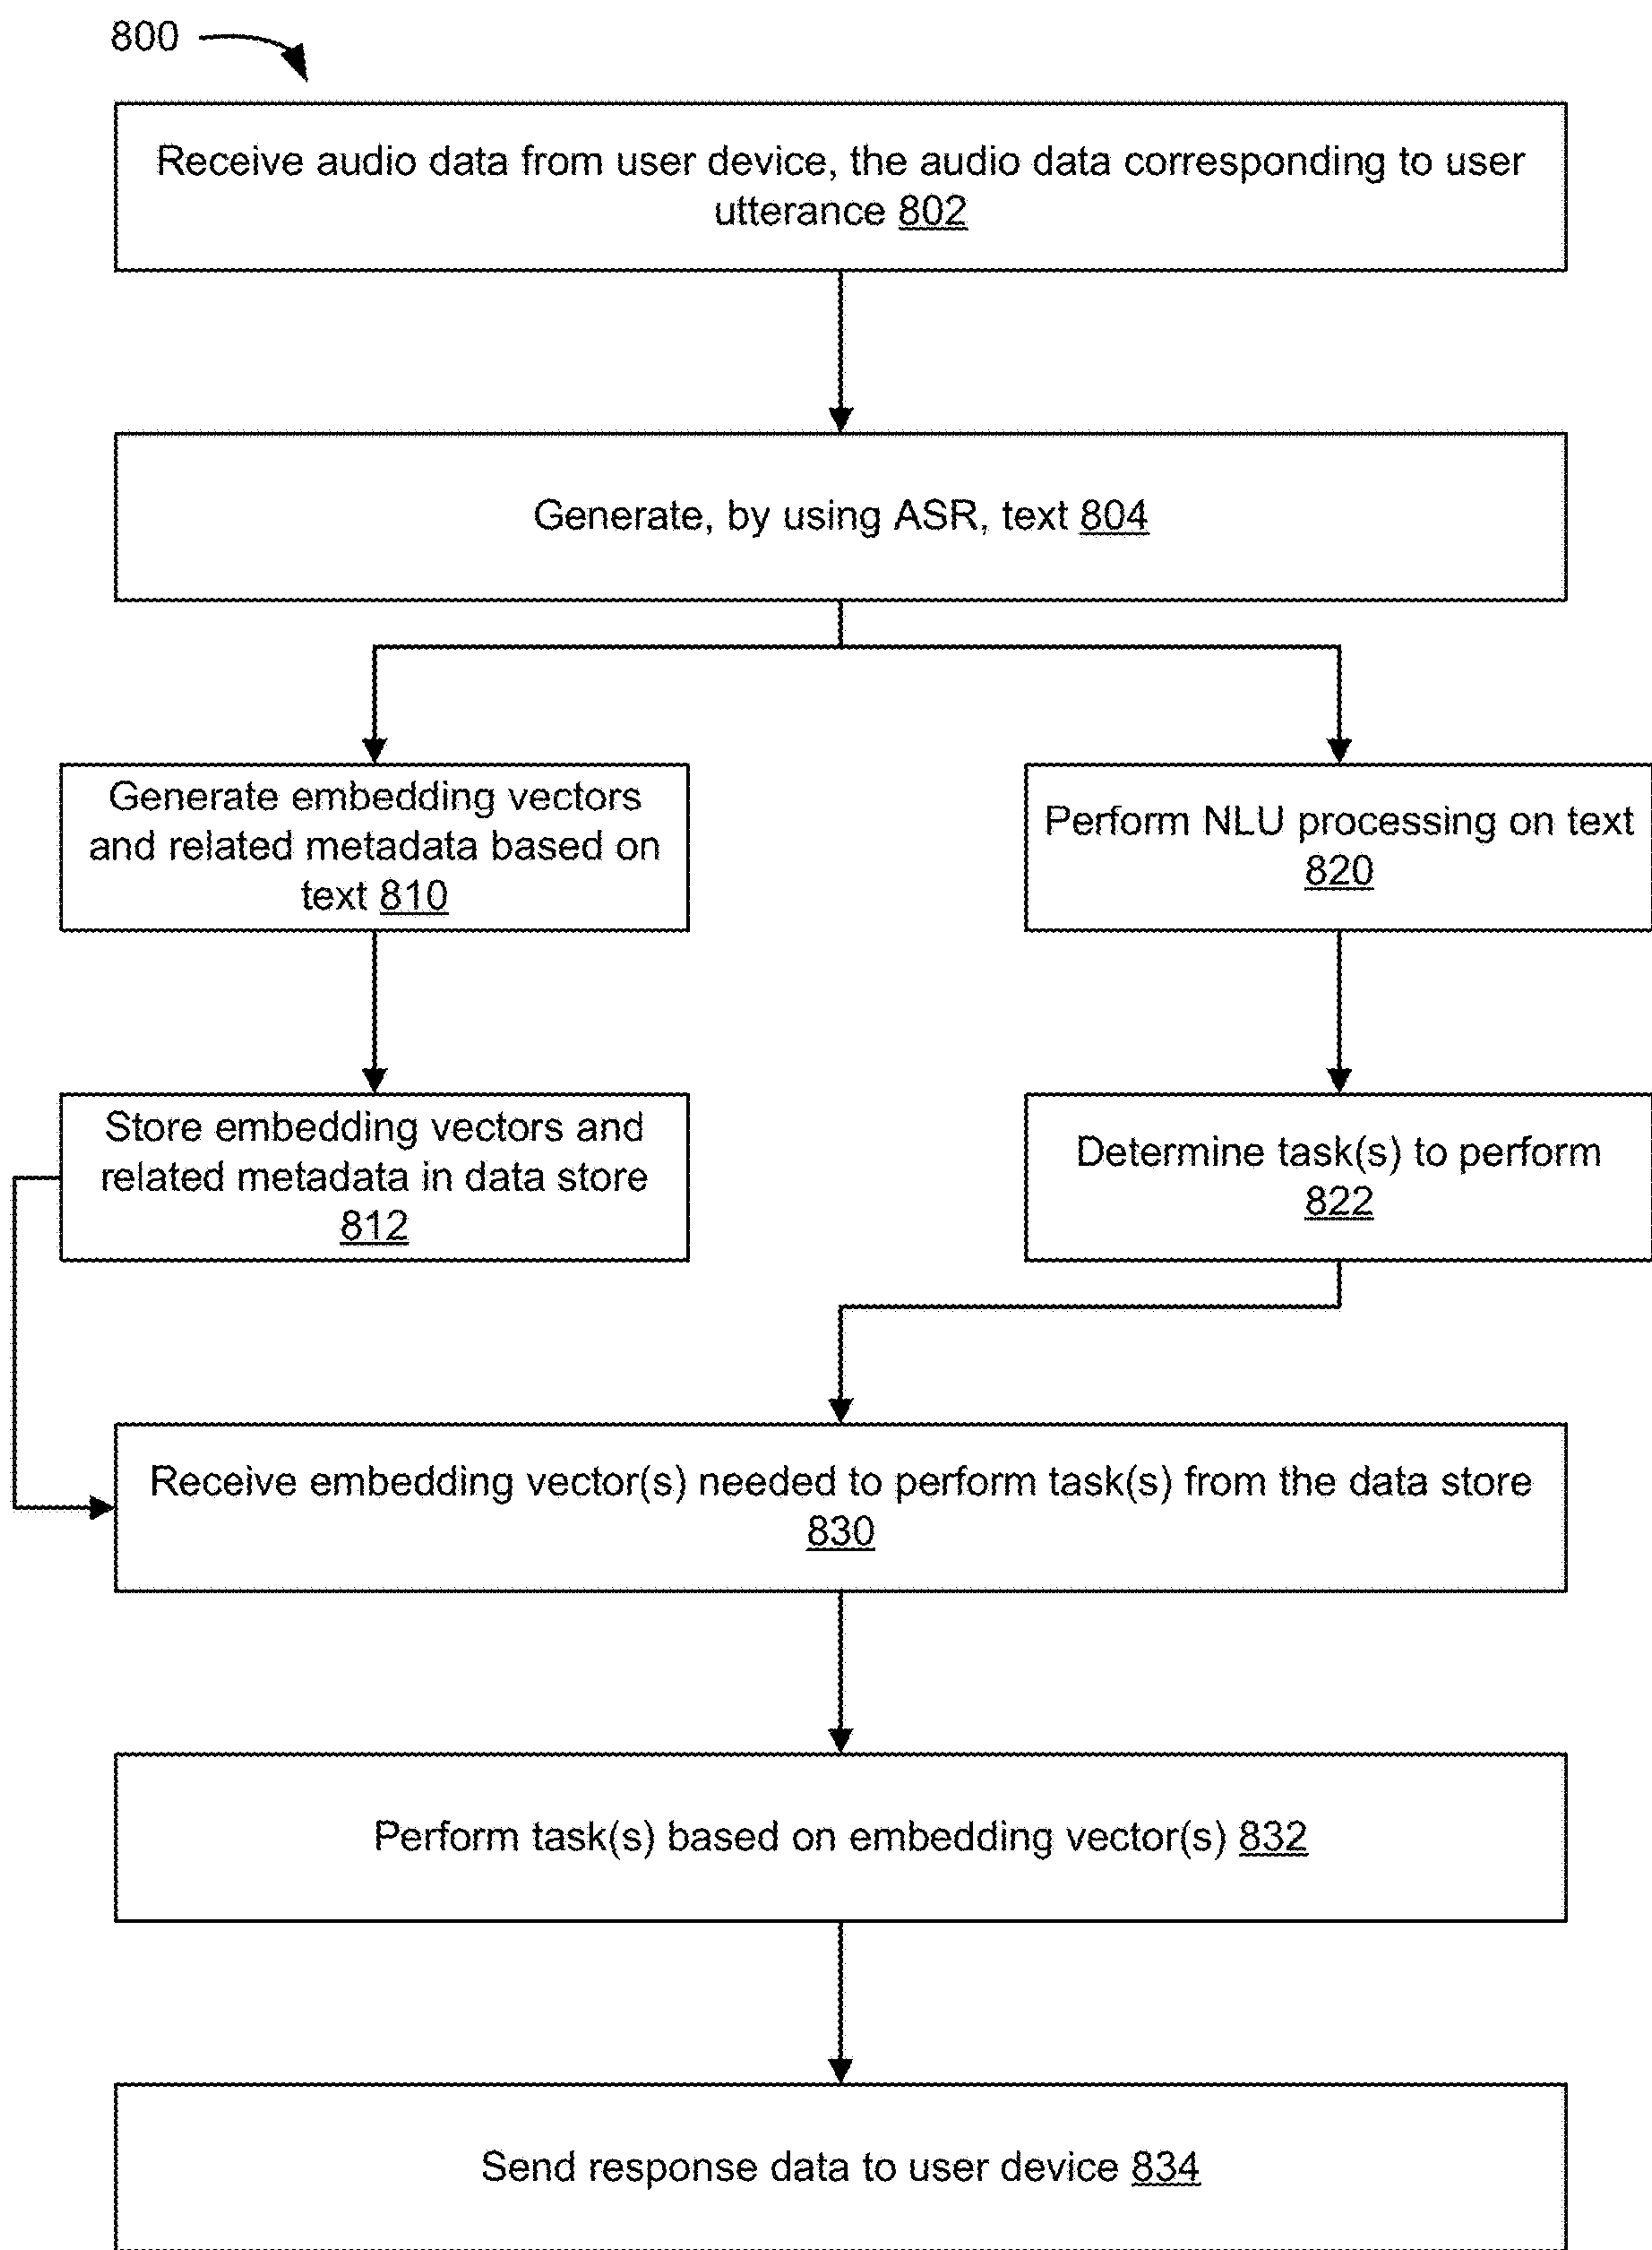 800
Receive audio data from user device, the audio data corresponding to user
utterance 802
Generate, by using ASR, text 804
Generate embedding vectors
and related metadata based on
text 810
Perform NLU processing on text
820
Store embedding vectors and
related metadata in data store
812
Determine task(s) to perform
822
Receive embedding vector(s) needed to perform task(s) from the data store
830
Perform task(s) based on embedding vector(s) 832
Send response data to user device 834